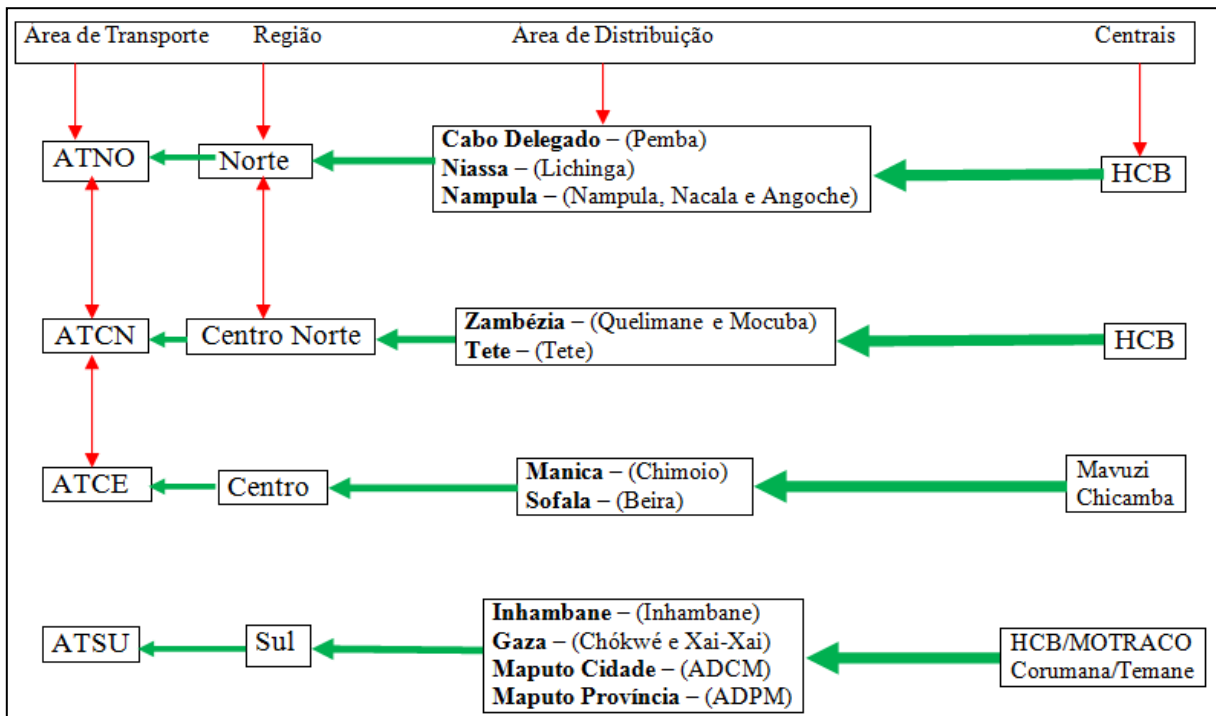 Área de Transporte Região Área de Distribuição Centrais
ATNO Norte Cabo Delegado – (Pemba)
Niassa – (Lichinga)
Nampula – (Nampula, Nacala e Angoche) HCB
ATCN Centro Norte Zambézia – (Quelimane e Mocuba)
Tete – (Tete) HCB
ATCE Centro Manica – (Chimoio)
Sofala – (Beira) Mavuzi
Chicamba
ATSU Sul Inhambane – (Inhambane)
Gaza – (Chókwé e Xai-Xai)
Maputo Cidade – (ADCM)
Maputo Província – (ADPM) HCB/MOTRACO
Corumana/Temane